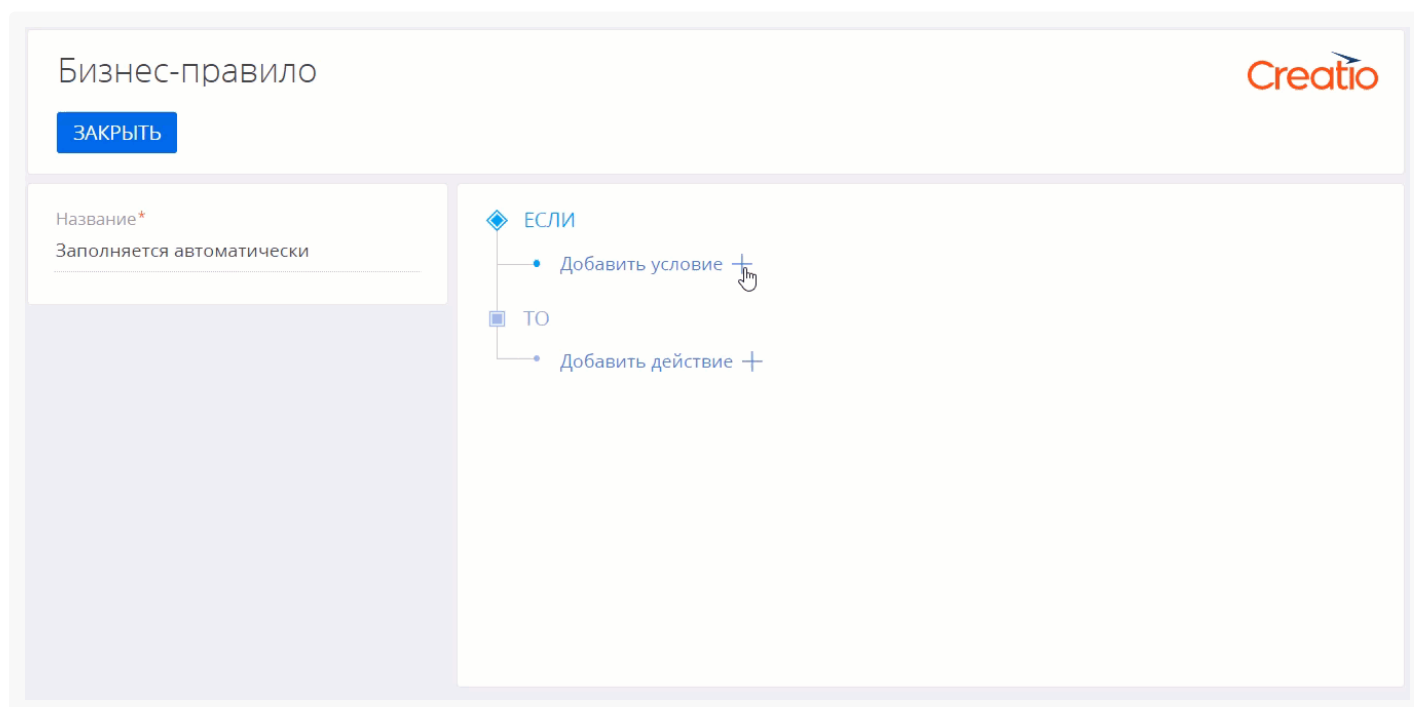 Бизнес-правило
Creatio
ЗАКРЫТЬ
Название*
Заполняется автоматически
ЕСЛИ
Добавить условие
ТО
Добавить действие